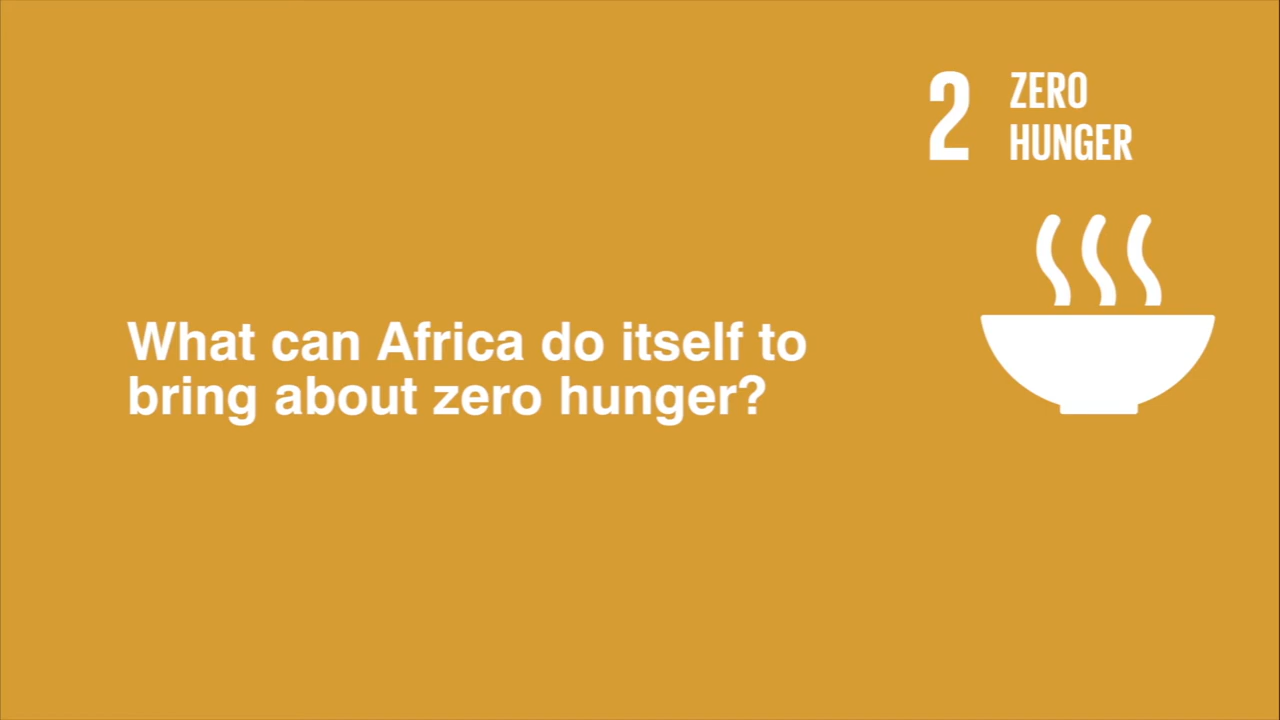 2 ZERO
HUNGER
What can Africa do itself to
bring about zero hunger?